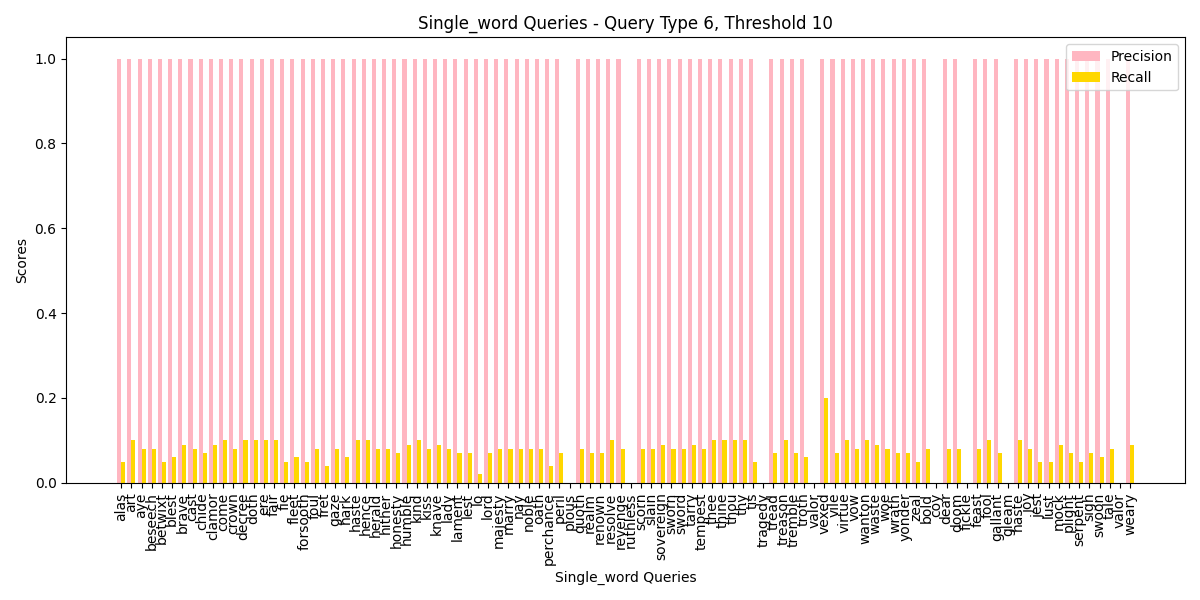 Single_word Queries - Query Type 6, Threshold 10
Precision
Recall
Scores
1.0
0.8
0.6
0.4
0.2
0.0
alas
art
aye
beseech
betwixt
blest
brave
cast
chide
clamor
come
crown
decree
doth
ere
fair
fie
fleet
forsooth
foul
fret
gaze
hark
haste
hence
herald
hither
honesty
humble
kind
kiss
knave
lady
lament
lest
lo
lord
majesty
marry
nay
noble
oath
perchance
peril
pious
quoth
realm
renown
resolve
revenge
ruthless
scorn
slain
sovereign
sworn
sword
tarry
tempest
thee
thine
thou
thy
tis
tragedy
tread
treason
tremble
troth
valor
vexed
vile
virtue
vow
wanton
waste
woe
wrath
yonder
zeal
bold
coy
dear
doom
fickle
feast
fool
gallant
gleam
haste
joy
jest
lust
mock
plight
serpent
sigh
swoon
tale
vain
weary
Single_word Queries